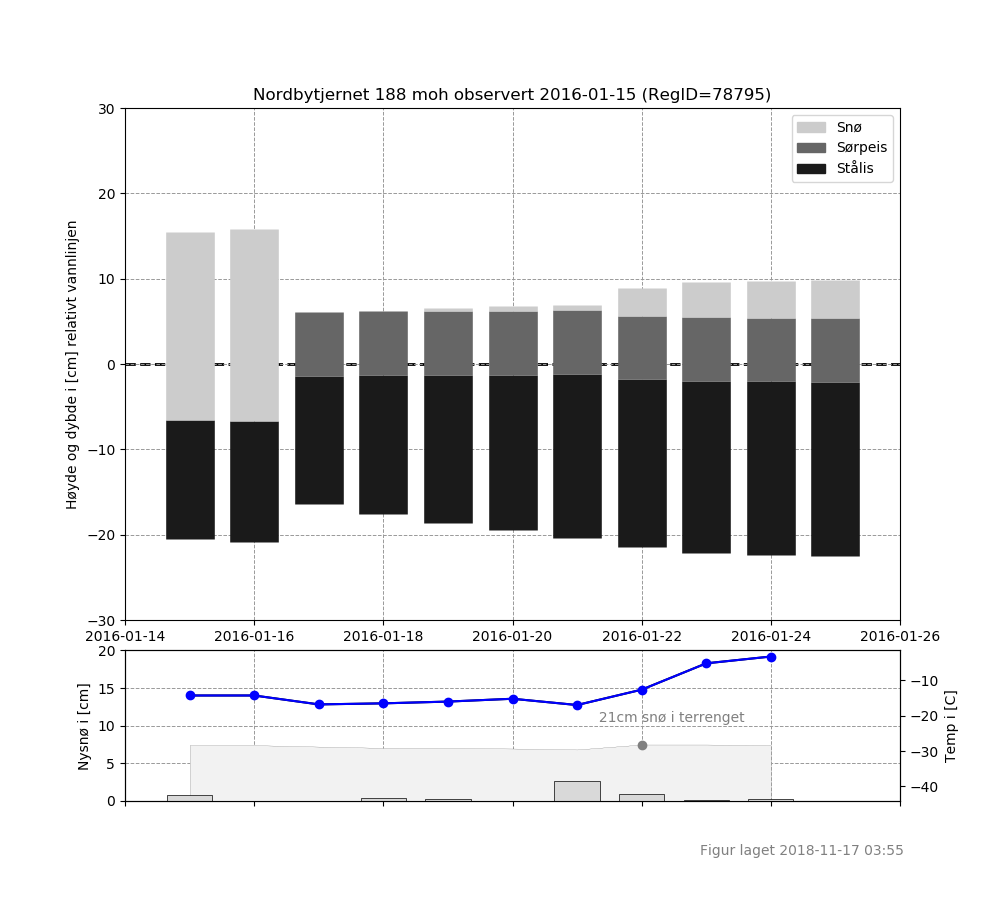 Nordbytjernet 188 moh observert 2016-01-15 (RegID=78795)
Snø
Sørpeis
Stålis
Høyde og dybde i [cm] relativt vannlinjen
30
20
10
0
−10
−20
−30
2016-01-14 2016-01-16 2016-01-18 2016-01-20 2016-01-22 2016-01-24 2016-01-26
Nysnø i [cm]
20
15
10
5
0
21cm snø i terrenget
−10
−20
−30
−40
Temp i [C]
Figur laget 2018-11-17 03:55